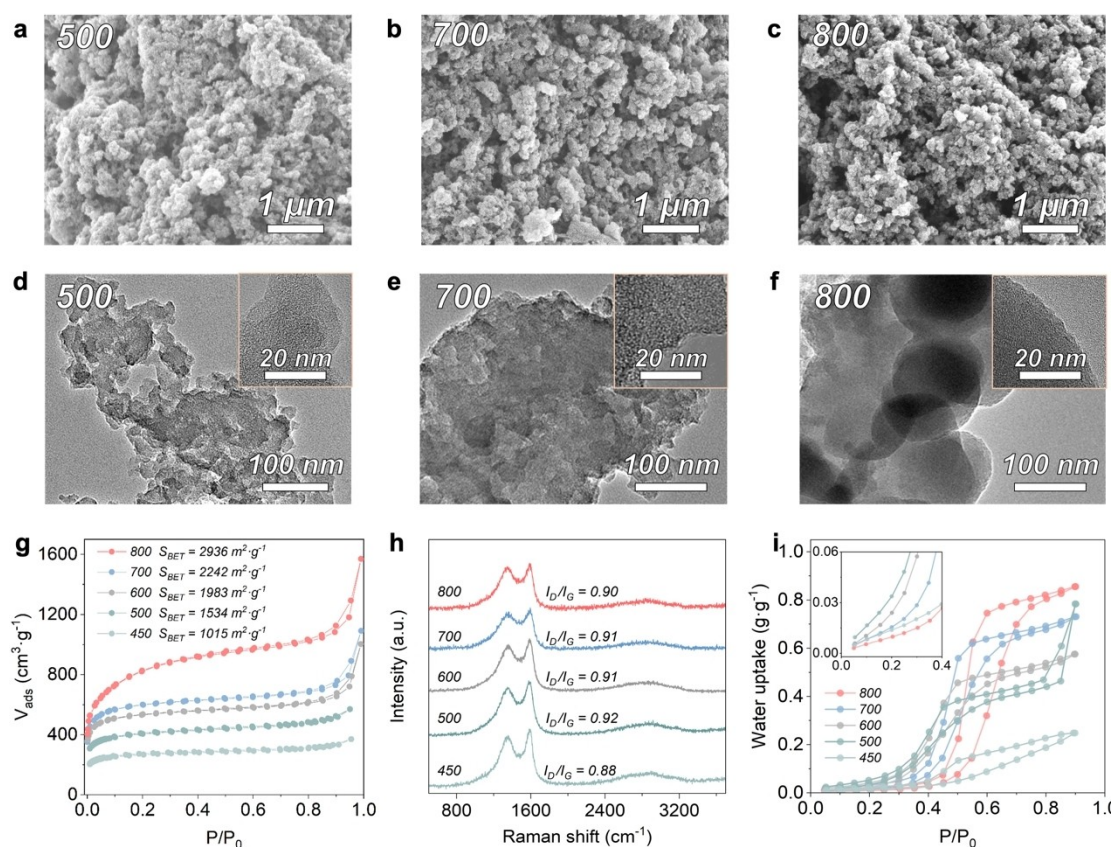 a 500
1 μm
b 700
1 μm
c 800
1 μm
d 500
20 nm
100 nm
e 700
20 nm
100 nm
f 800
20 nm
100 nm
g
1600
1200
800
400
0
V_ads (cm³·g⁻¹)
800 S_BET = 2936 m²·g⁻¹
700 S_BET = 2242 m²·g⁻¹
600 S_BET = 1983 m²·g⁻¹
500 S_BET = 1534 m²·g⁻¹
450 S_BET = 1015 m²·g⁻¹
0.0 0.2 0.4 0.6 0.8 1.0
P/P₀
h
Intensity (a.u.)
800 I_D/I_G = 0.90
700 I_D/I_G = 0.91
600 I_D/I_G = 0.91
500 I_D/I_G = 0.92
450 I_D/I_G = 0.88
800 1600 2400 3200
Raman shift (cm⁻¹)
i
1.0
0.8
0.6
0.4
0.2
0.0
Water uptake (g·g⁻¹)
0.06
0.03
0.00
0.0 0.2 0.4
800
700
600
500
450
0.0 0.2 0.4 0.6 0.8 1.0
P/P₀